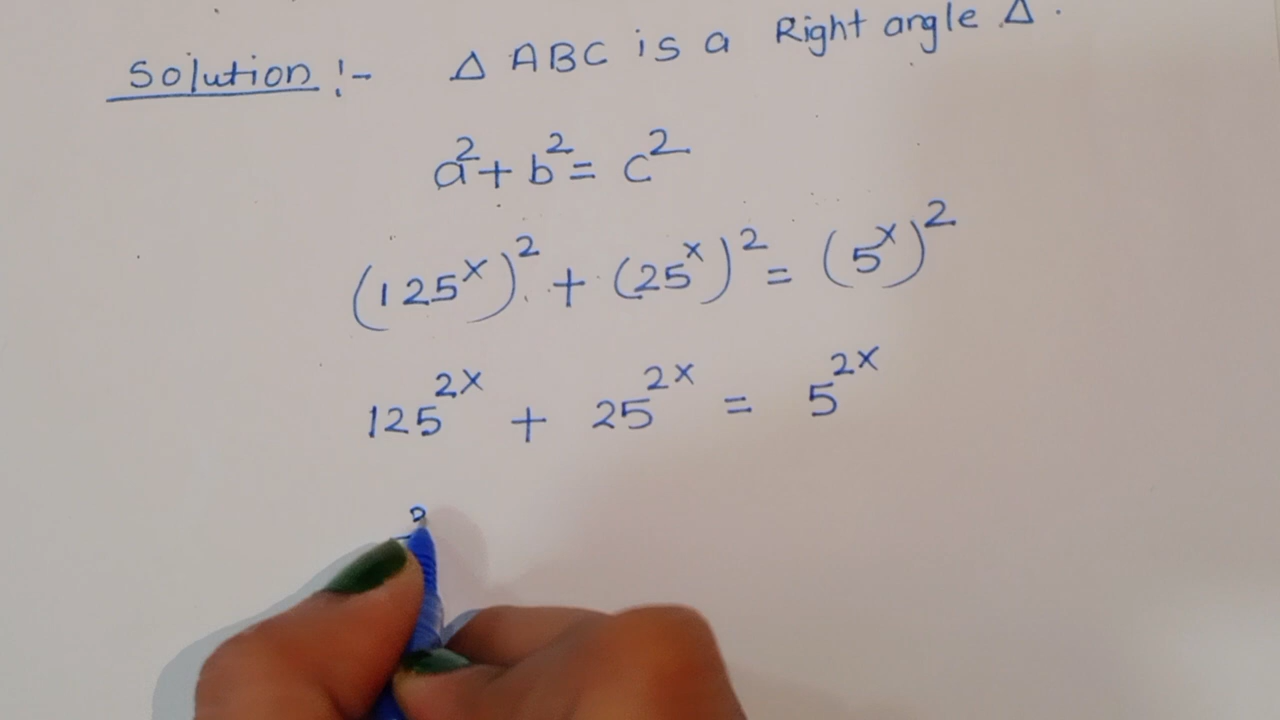 Solution :- Δ ABC is a Right angle Δ.
a² + b² = c²
(125ˣ)² + (25ˣ)² = (5ˣ)²
125²ˣ + 25²ˣ = 5²ˣ